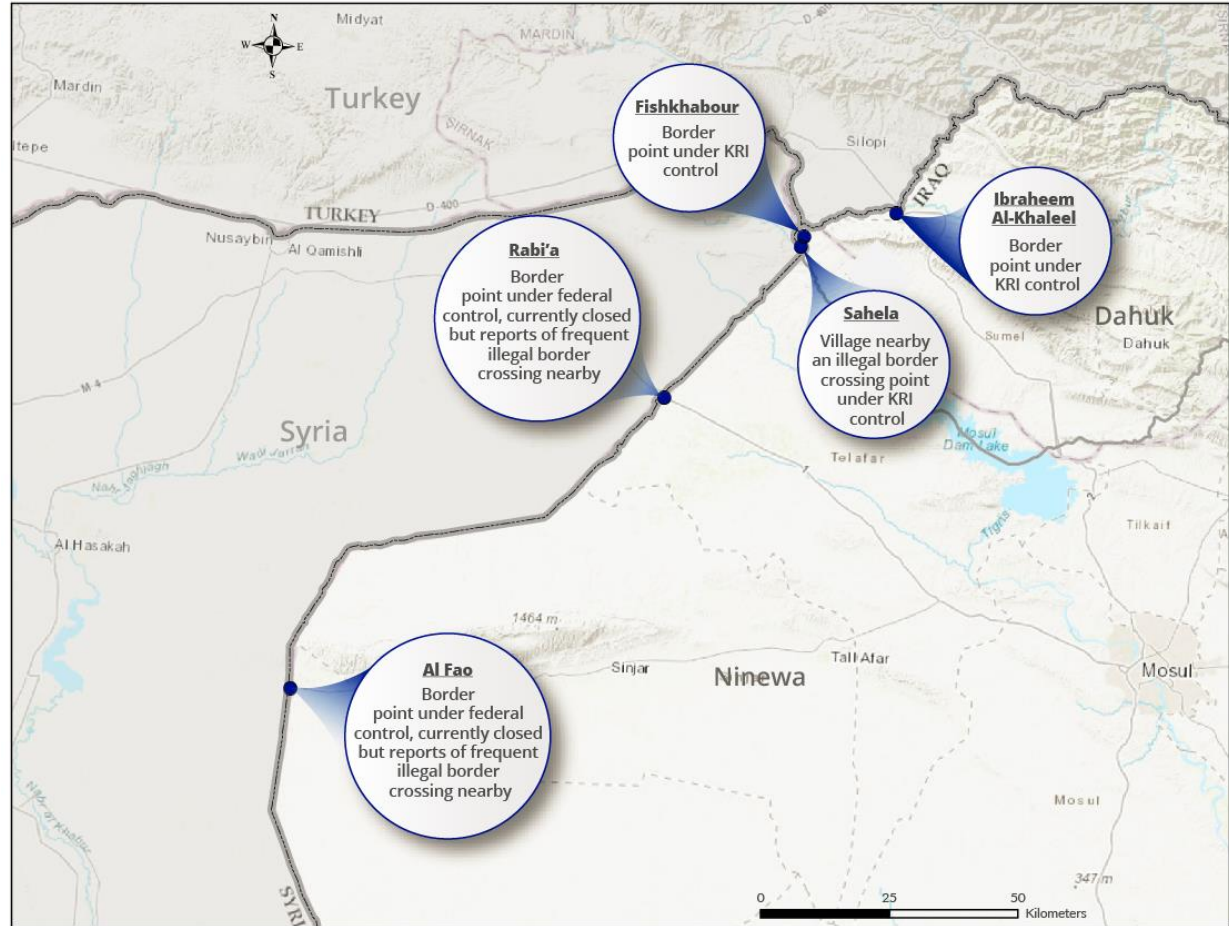 Midyat
D-400
MARDIN
N
W E
S
Mardin
Turkey
ltepe
SIRNAK
Fishkhabour
Border
point under KRI
control
Silopi
IRAQ
Ibraheem
Al-Khaleel
Border
point under
KRI control
TURKEY
D-400
Nusaybin
Al Qamishli
Rabi'a
Border
point under federal
control, currently closed
but reports of frequent
illegal border
crossing nearby
Sahela
Village nearby
an illegal border
crossing point
under KRI
control
Dahuk
Sumel
Dahuk
M 4
Syria
Mosul
Dam Lake
Telafar
1
2
Tigris
Tilkaif
Al Hasakah
1464 m
Al Fao
Border
point under federal
control, currently closed
but reports of frequent
illegal border
crossing nearby
Sinjar
Ninewa
Tall Afar
Mosul
Mosul
347 m
SYRI
0 25 50
Kilometers